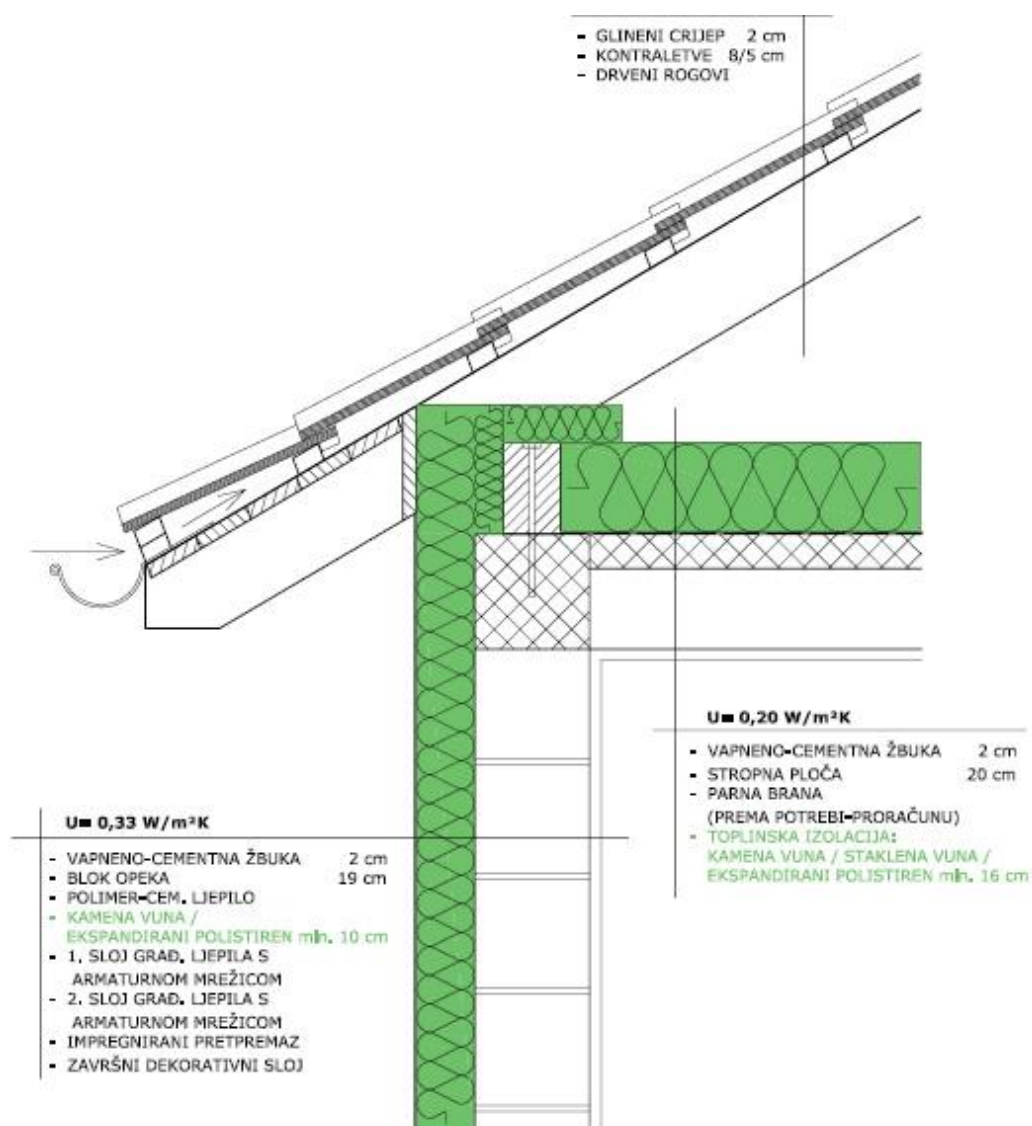 - GLINENI CRIJEP 2 cm
- KONTRALETVE 8/5 cm
- DRVENI ROGOVI
U= 0,20 W/m²K
- VAPNENO-CEMENTNA ŽBUKA 2 cm
- STROPNA PLOČA 20 cm
- PARNA BRANA
(PREMA POTREBI-PRORAČUNU)
- TOPLINSKA IZOLACIJA:
KAMENA VUNA / STAKLENA VUNA /
EKSPANDIRANI POLISTIREN min. 16 cm
U= 0,33 W/m²K
- VAPNENO-CEMENTNA ŽBUKA 2 cm
- BLOK OPEKA 19 cm
- POLIMER-CEM. LJEPILO
- KAMENA VUNA /
EKSPANDIRANI POLISTIREN min. 10 cm
- 1. SLOJ GRAĐ. LJEPILA S
ARMATURNOM MREŽICOM
- 2. SLOJ GRAĐ. LJEPILA S
ARMATURNOM MREŽICOM
- IMPREGNIRANI PRETPREMAZ
- ZAVRŠNI DEKORATIVNI SLOJ